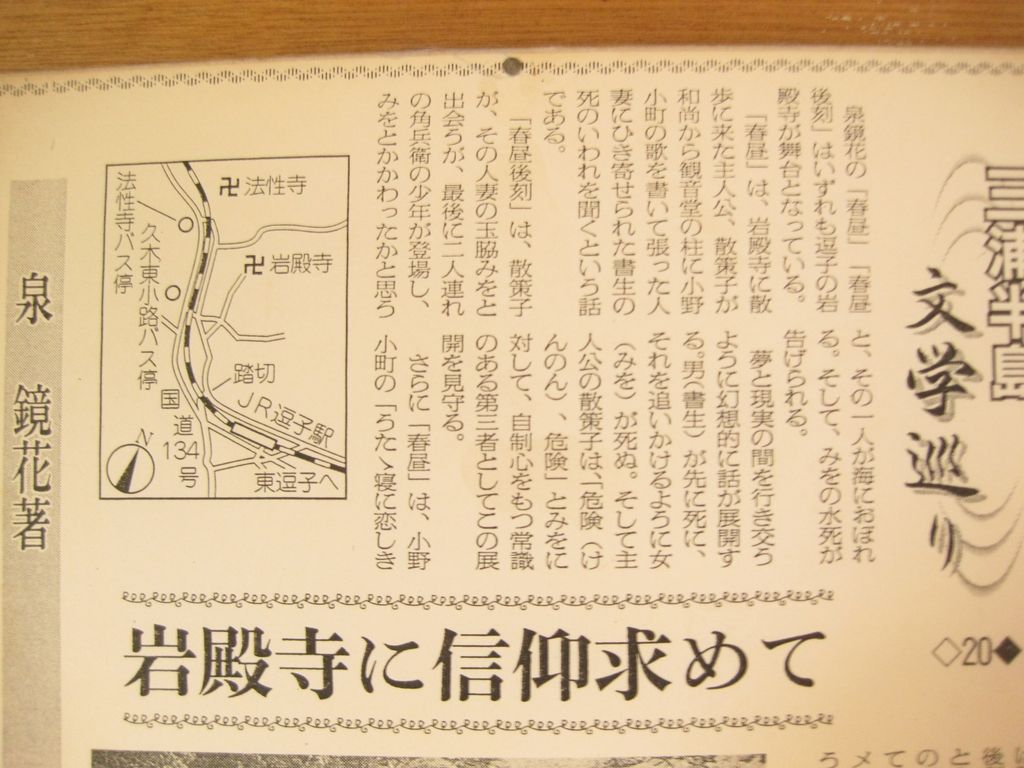 三浦半島
文学巡り
◇20◆
泉鏡花の「春昼」「春昼
後刻」はいずれも逗子の岩
殿寺が舞台となっている。
「春昼」は、岩殿寺に散
歩に来た主人公、散策子が
和尚から観音堂の柱に小野
小町の歌を書いて張った人
妻にひき寄せられた書生の
死のいわれを聞くという話
である。
「春昼後刻」は、散策子
が、その人妻の玉脇みをと
出会うが、最後に二人連れ
の角兵衛の少年が登場し、
みをとかかわったかと思う
と、その一人が海におぼれ
る。そして、みをの水死が
告げられる。
夢と現実の間を行き交ろ
ように幻想的に話が展開す
る。男(書生)が先に死に、
それを追いかけるように女
(みを)が死ぬ。そして主
人公の散策子は、「危険(け
んのん)、危険」とみをに
対して、自制心をもつ常識
のある第三者としてこの展
開を見守る。
さらに「春昼」は、小野
小町の「うたゝ寝に恋しき
岩殿寺に信仰求めて
卍法性寺
法性寺バス停
卍岩殿寺
久木東小路バス停
踏切
JR逗子駅
国道134号
東逗子へ
N
泉 鏡花著